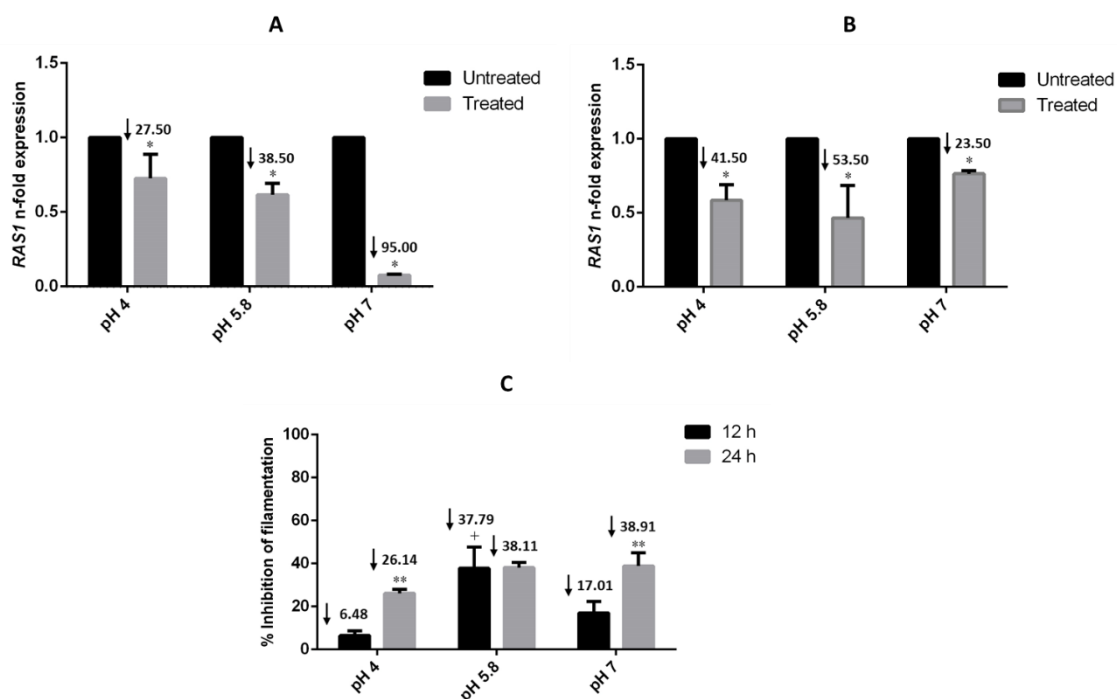 A
RAS1 n-fold expression
1.5
1.0
0.5
0.0
Untreated
Treated
↓ 27.50
*
↓ 38.50
*
↓ 95.00
*
pH 4
pH 5.8
pH 7
B
RAS1 n-fold expression
1.5
1.0
0.5
0.0
Untreated
Treated
↓ 41.50
*
↓ 53.50
*
↓ 23.50
*
pH 4
pH 5.8
pH 7
C
% Inhibition of filamentation
100
80
60
40
20
0
12 h
24 h
↓ 6.48
↓ 26.14
**
↓ 37.79
+
↓ 38.11
↓ 17.01
↓ 38.91
**
pH 4
pH 5.8
pH 7